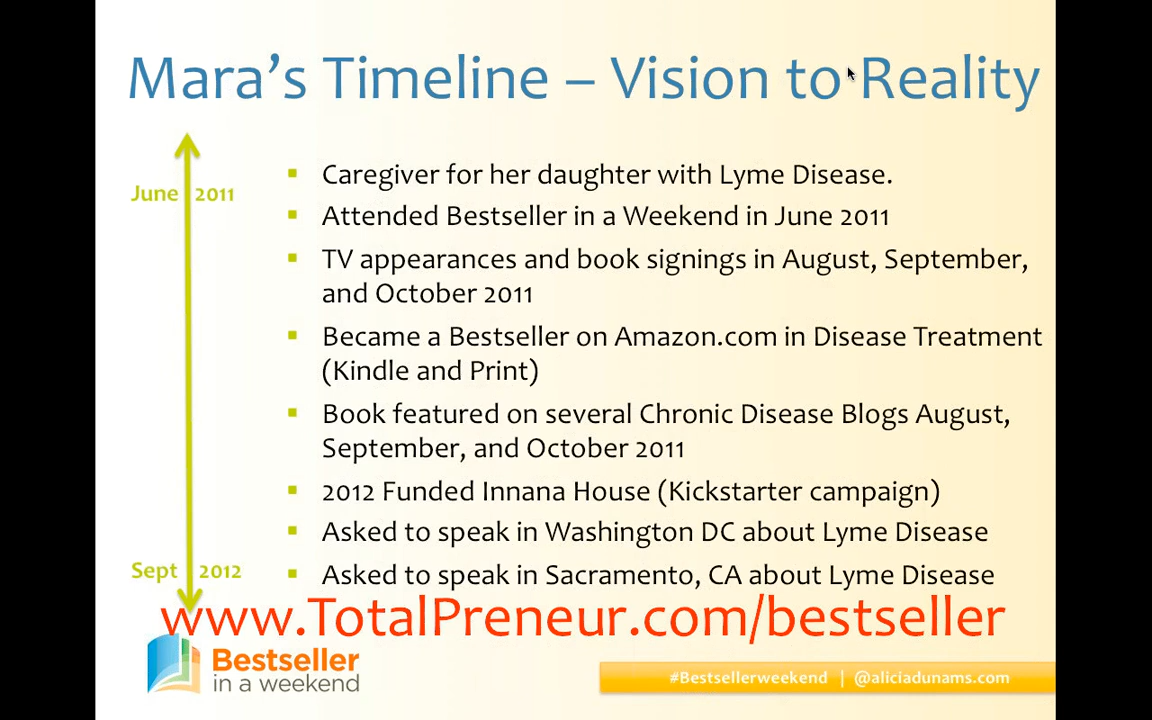 Mara's Timeline – Vision to Reality
June 2011
▪ Caregiver for her daughter with Lyme Disease.
▪ Attended Bestseller in a Weekend in June 2011
▪ TV appearances and book signings in August, September,
and October 2011
▪ Became a Bestseller on Amazon.com in Disease Treatment
(Kindle and Print)
▪ Book featured on several Chronic Disease Blogs August,
September, and October 2011
▪ 2012 Funded Innana House (Kickstarter campaign)
▪ Asked to speak in Washington DC about Lyme Disease
Sept 2012
▪ Asked to speak in Sacramento, CA about Lyme Disease
www.TotalPreneur.com/bestseller
Bestseller
in a weekend
#Bestsellerweekend | @aliciadunams.com